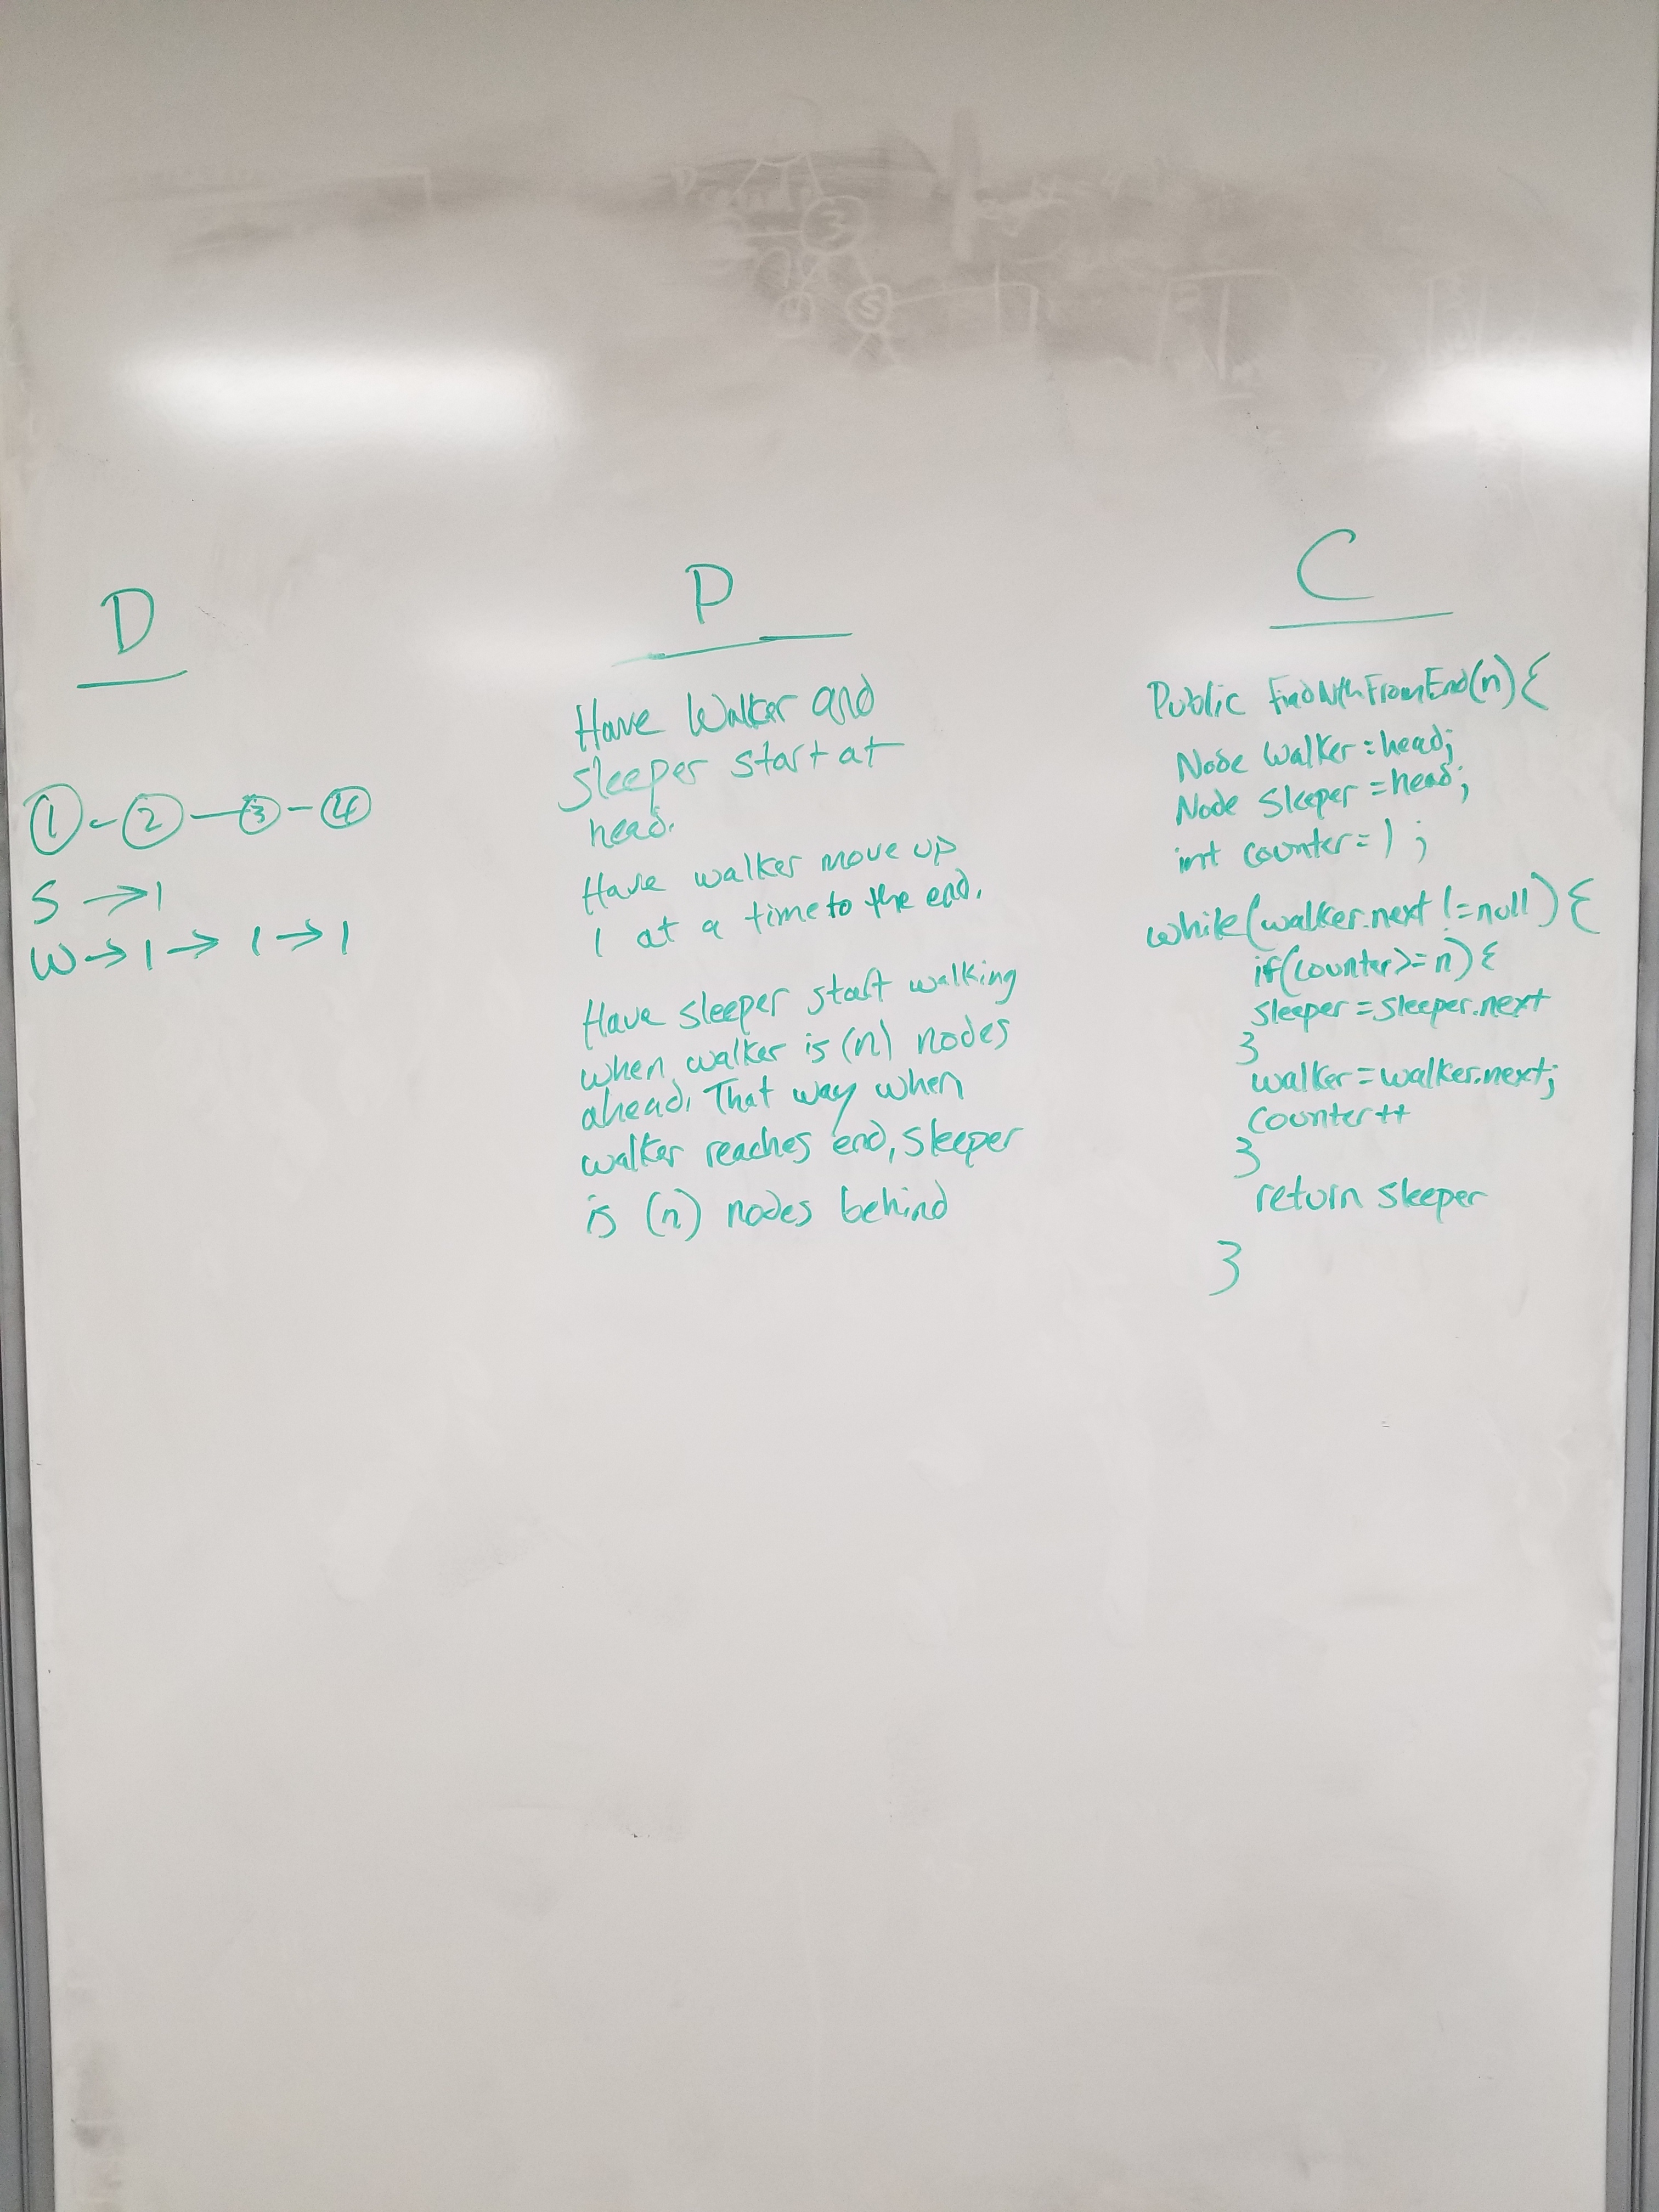 D
1 2 3 4
S → 1
W → 1 → 1 → 1
P
Have Walker and
sleeper start at
head.
Have walker move up
1 at a time to the end.
Have sleeper start walking
when walker is (n) nodes
ahead. That way when
walker reaches end, sleeper
is (n) nodes behind
C
Public FindNthFromEnd(n){
Node Walker = head;
Node Sleeper = head;
int counter = 1;
while(walker.next != null){
if(counter >= n){
sleeper = sleeper.next
}
walker = walker.next;
counter++
}
return sleeper
}
3
5